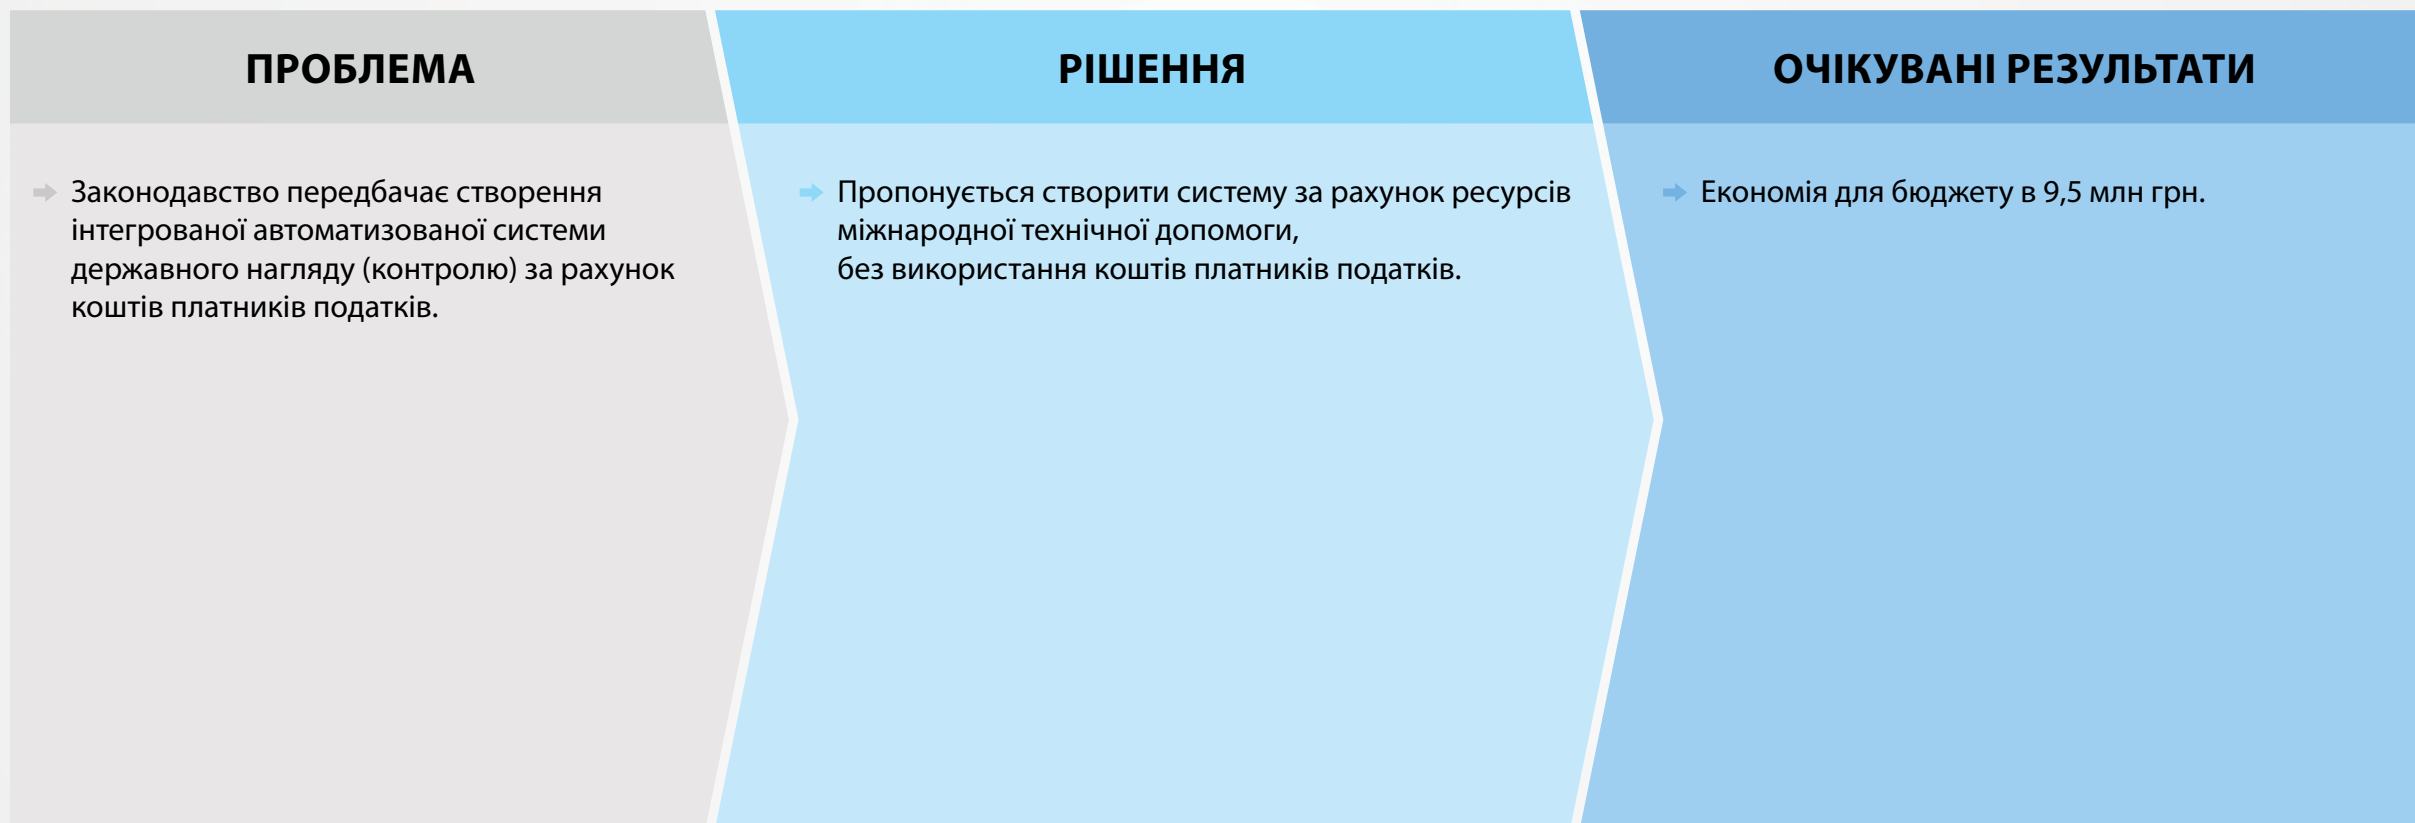 ПРОБЛЕМА
Законодавство передбачає створення
інтегрованої автоматизованої системи
державного нагляду (контролю) за рахунок
коштів платників податків.
РІШЕННЯ
Пропонується створити систему за рахунок ресурсів
міжнародної технічної допомоги,
без використання коштів платників податків.
ОЧІКУВАНІ РЕЗУЛЬТАТИ
Економія для бюджету в 9,5 млн грн.